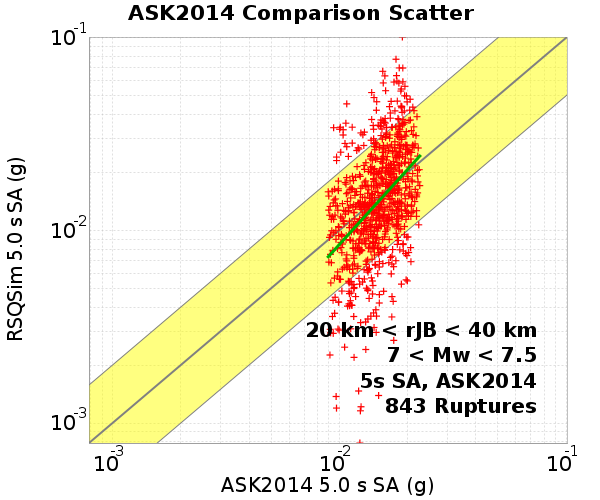 ASK2014 Comparison Scatter
10-1
10-2
10-3
RSQSim 5.0 s SA (g)
20 km < rJB < 40 km
7 < Mw < 7.5
5s SA, ASK2014
843 Ruptures
10-3 10-2 10-1
ASK2014 5.0 s SA (g)